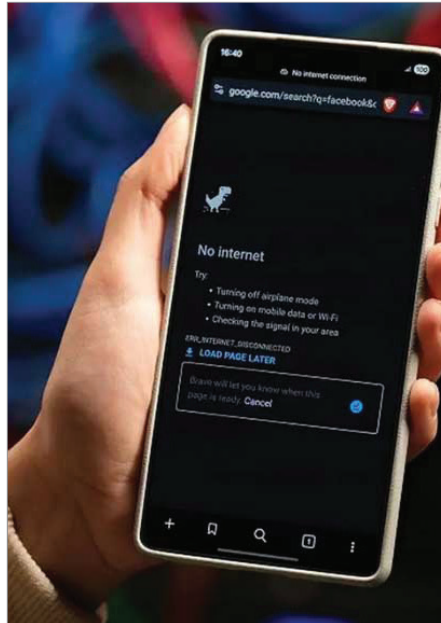 16:40
100
No internet connection
google.com/search?q=facebook&c
No internet
Try:
• Turning off airplane mode
• Turning on mobile data or Wi-Fi
• Checking the signal in your area
ERR_INTERNET_DISCONNECTED
LOAD PAGE LATER
Brave will let you know when this
page is ready. Cancel
1